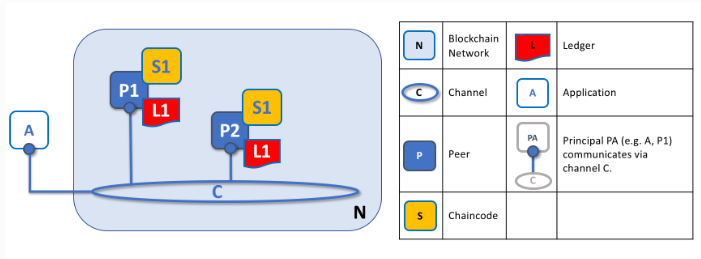 S1
P1
L1
S1
P2
L1
A
C
N
N
Blockchain
Network
L
Ledger
C
Channel
A
Application
P
Peer
PA
C
Principal PA (e.g. A, P1)
communicates via
channel C.
S
Chaincode